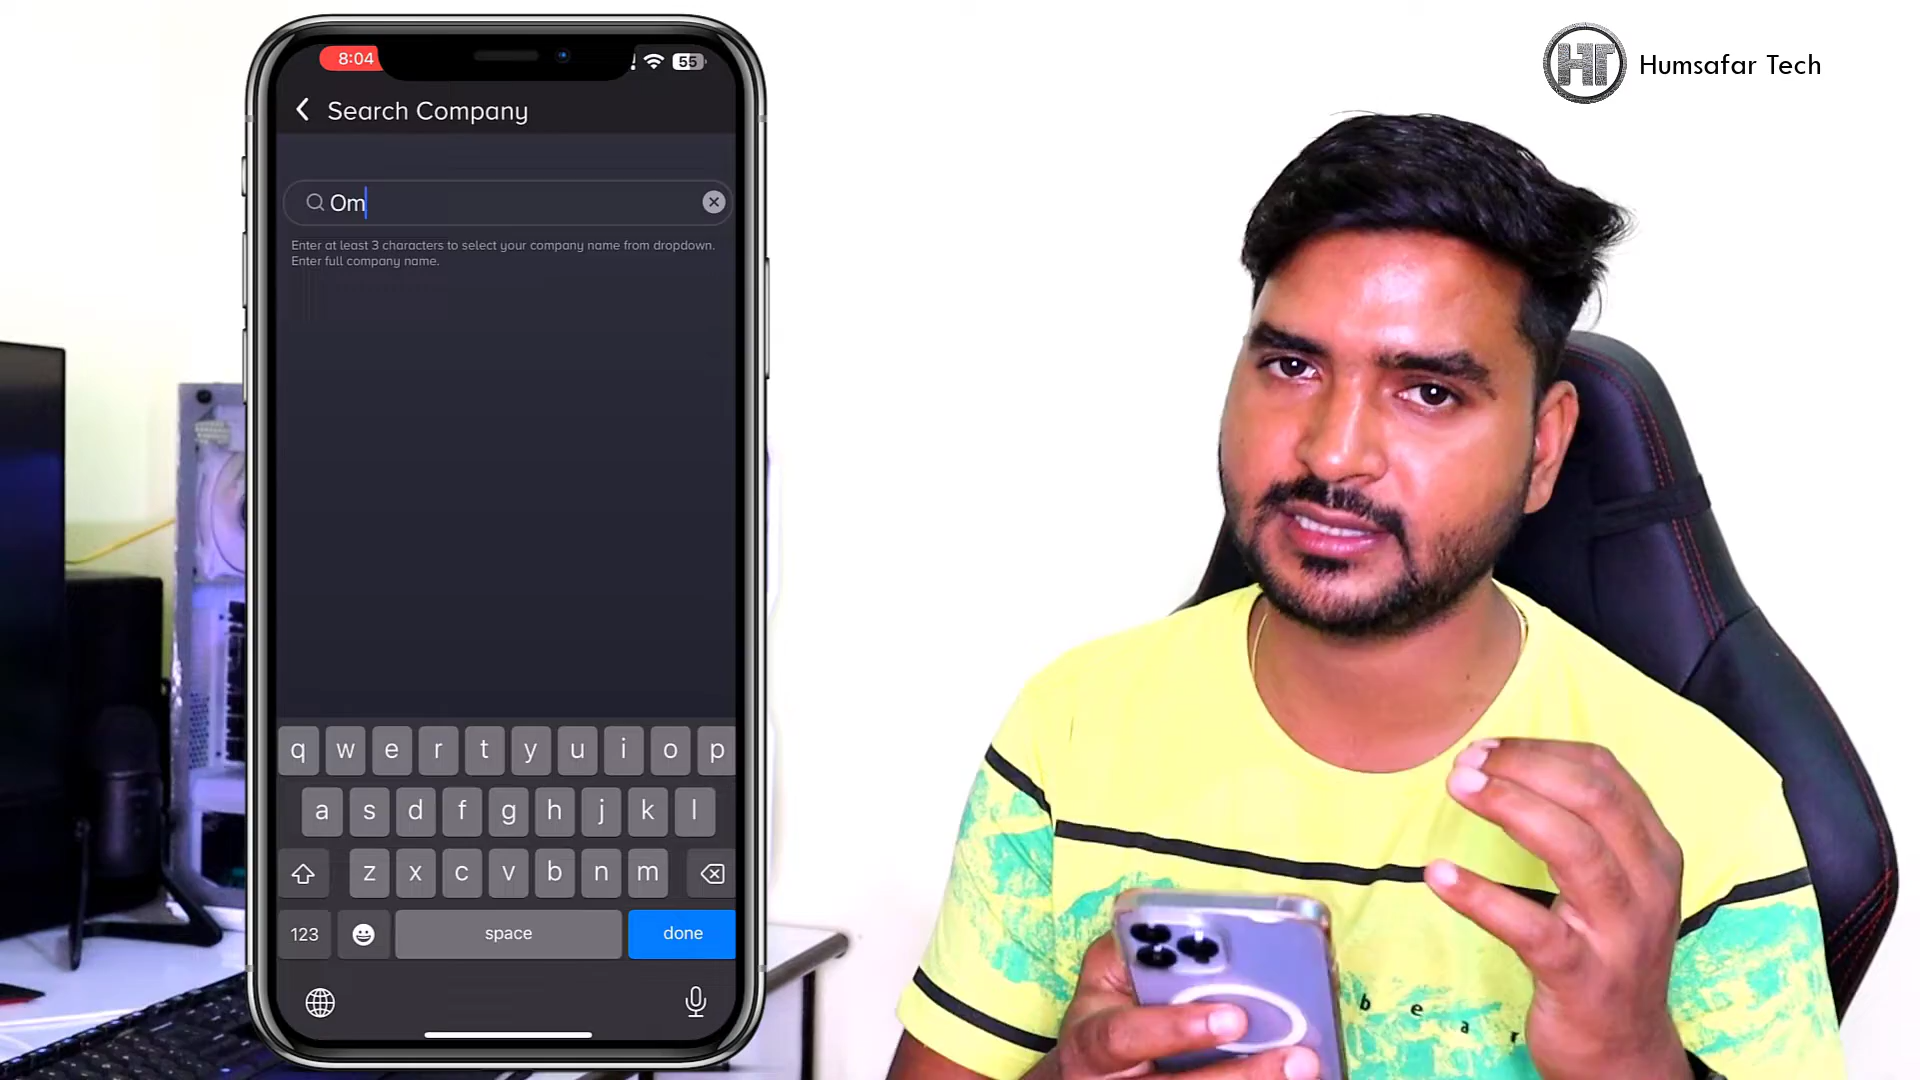 8:04
55
HT Humsafar Tech
Search Company
Om
Enter at least 3 characters to select your company name from dropdown.
Enter full company name.
q w e r t y u i o p
a s d f g h j k l
z x c v b n m
123 space done
b e a r